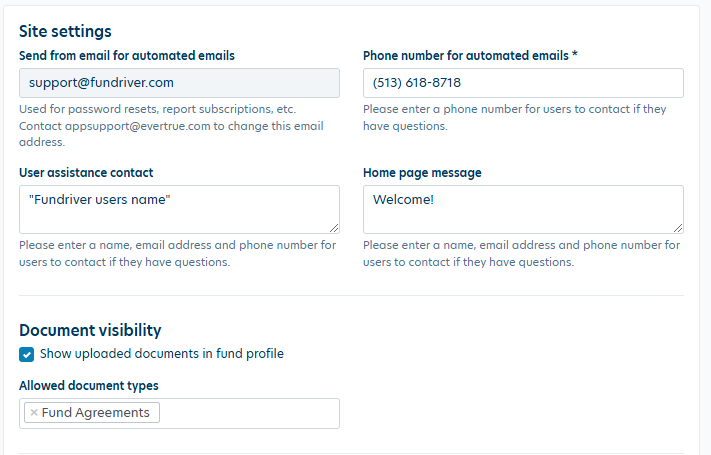 Site settings
Send from email for automated emails
support@fundriver.com
Used for password resets, report subscriptions, etc.
Contact appsupport@evertrue.com to change this email
address.
Phone number for automated emails *
(513) 618-8718
Please enter a phone number for users to contact if they
have questions.
User assistance contact
"Fundriver users name"
Please enter a name, email address and phone number for
users to contact if they have questions.
Home page message
Welcome!
Please enter a name, email address and phone number for
users to contact if they have questions.
Document visibility
Show uploaded documents in fund profile
Allowed document types
× Fund Agreements